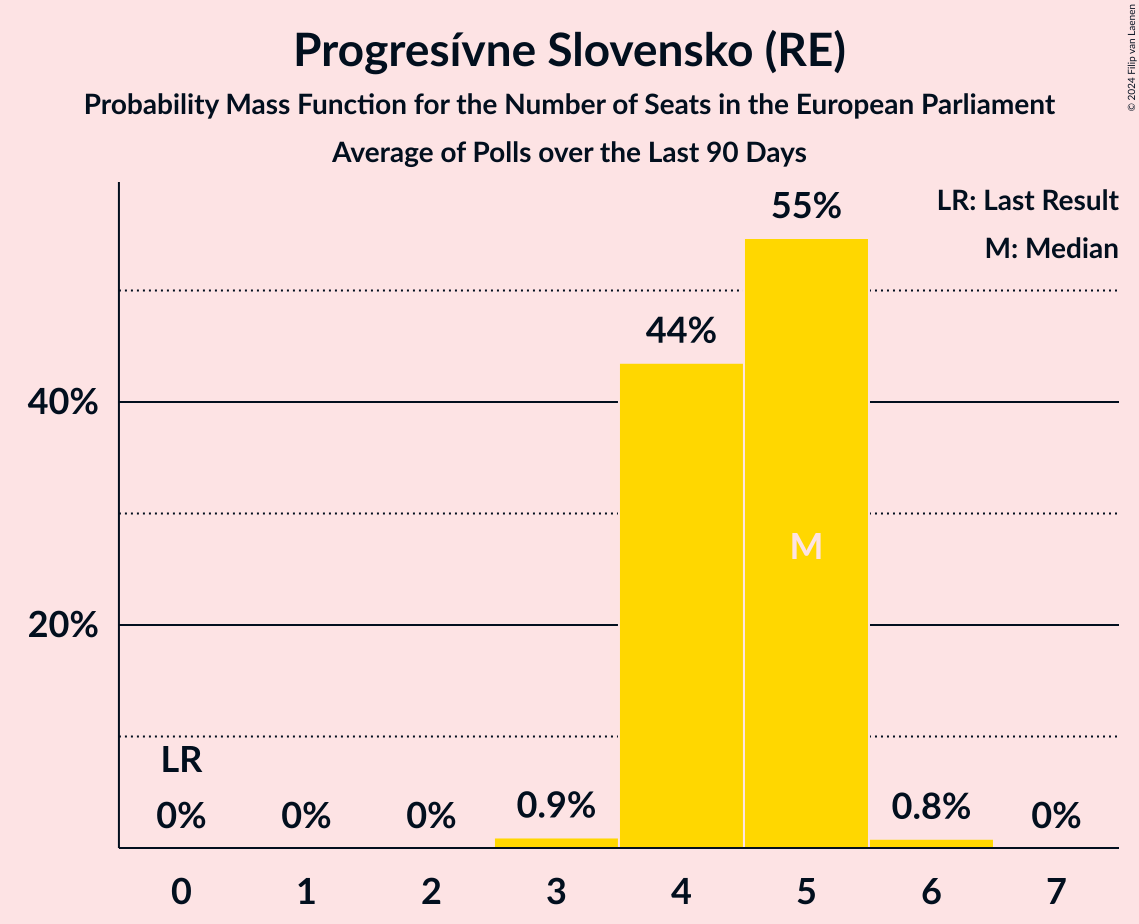 Progresívne Slovensko (RE)
Probability Mass Function for the Number of Seats in the European Parliament
Average of Polls over the Last 90 Days
© 2024 Filip van Laenen
LR: Last Result
M: Median
55%
44%
40%
M
20%
LR
0%
0%
0%
0.9%
0.8%
0%
0
1
2
3
4
5
6
7